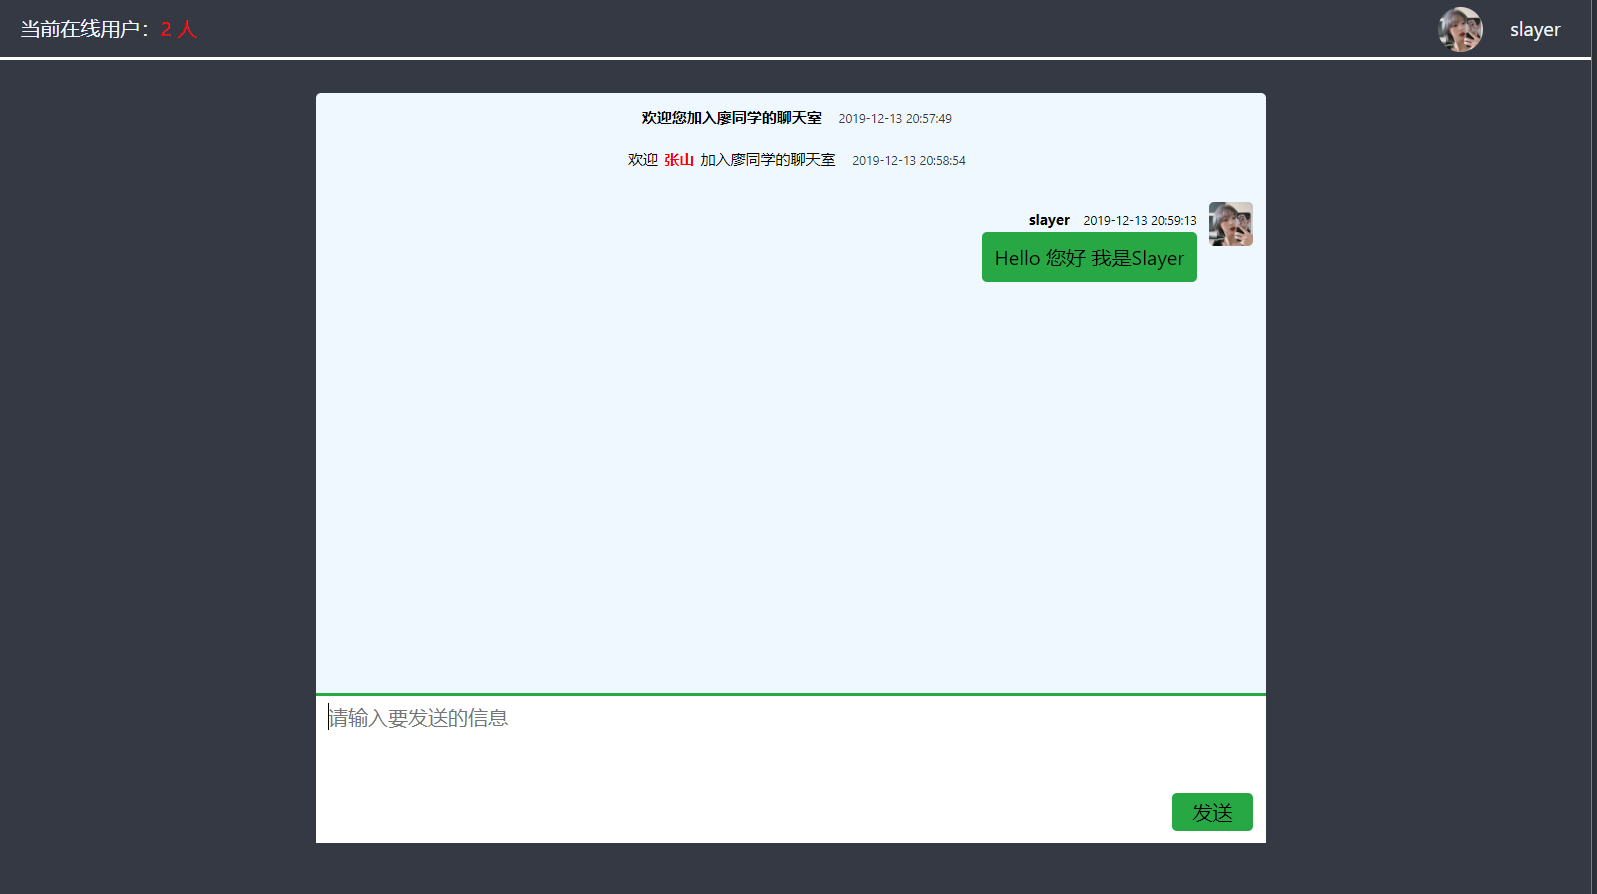 当前在线用户：2 人
slayer
欢迎您加入廖同学的聊天室 2019-12-13 20:57:49
欢迎 张山 加入廖同学的聊天室 2019-12-13 20:58:54
slayer 2019-12-13 20:59:13
Hello 您好 我是Slayer
请输入要发送的信息
发送